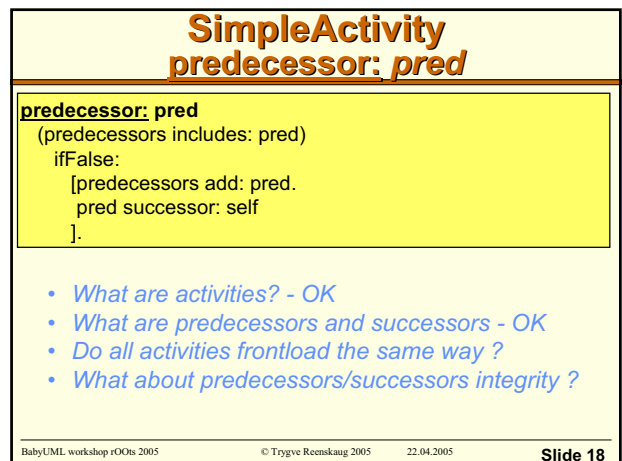 SimpleActivity
predecessor: pred
predecessor: pred
(predecessors includes: pred)
ifFalse:
[predecessors add: pred.
pred successor: self
].
• What are activities? - OK
• What are predecessors and successors - OK
• Do all activities frontload the same way ?
• What about predecessors/successors integrity ?
BabyUML workshop rOOts 2005 © Trygve Reenskaug 2005 22.04.2005 Slide 18